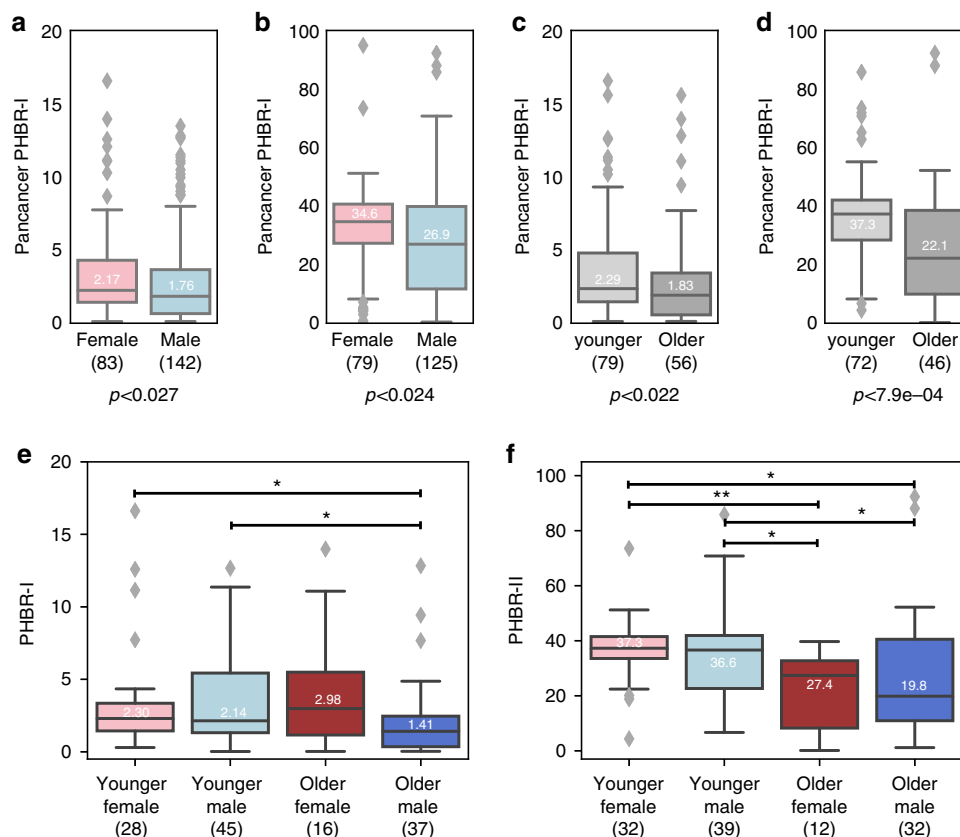 a
Pancancer PHBR-I
20
15
10
5
0
2.17
1.76
Female
(83)
Male
(142)
p<0.027
b
Pancancer PHBR-I
100
80
60
40
20
0
34.6
26.9
Female
(79)
Male
(125)
p<0.024
c
Pancancer PHBR-I
20
15
10
5
0
2.29
1.83
younger
(79)
Older
(56)
p<0.022
d
Pancancer PHBR-I
100
80
60
40
20
0
37.3
22.1
younger
(72)
Older
(46)
p<7.9e–04
e
PHBR-I
20
15
10
5
0
*
*
2.30
2.14
2.98
1.41
Younger
female
(28)
Younger
male
(45)
Older
female
(16)
Older
male
(37)
f
PHBR-II
100
80
60
40
20
0
*
**
*
*
37.3
36.6
27.4
19.8
Younger
female
(32)
Younger
male
(39)
Older
female
(12)
Older
male
(32)